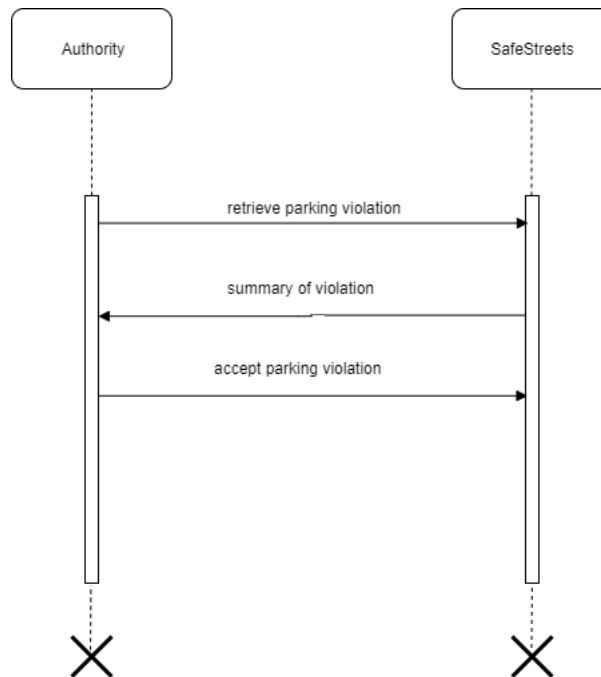 Authority
SafeStreets
retrieve parking violation
summary of violation
accept parking violation